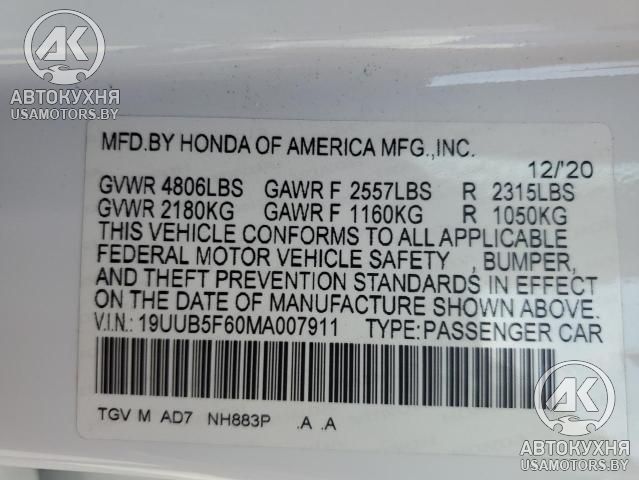 AK
АВТОКУХНЯ
USAMOTORS.BY
MFD.BY HONDA OF AMERICA MFG.,INC.
12/'20
GVWR 4806LBS GAWR F 2557LBS R 2315LBS
GVWR 2180KG GAWR F 1160KG R 1050KG
THIS VEHICLE CONFORMS TO ALL APPLICABLE
FEDERAL MOTOR VEHICLE SAFETY , BUMPER,
AND THEFT PREVENTION STANDARDS IN EFFECT
ON THE DATE OF MANUFACTURE SHOWN ABOVE.
V.I.N.: 19UUB5F60MA007911 TYPE:PASSENGER CAR
TGV M AD7 NH883P .A .A
AK
АВТОКУХНЯ
USAMOTORS.BY